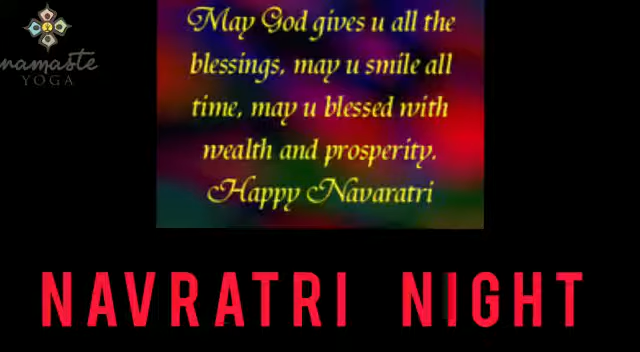 namaste
YOGA
May God gives u all the
blessings, may u smile all
time, may u blessed with
wealth and prosperity.
Happy Navaratri
NAVRATRI NIGHT